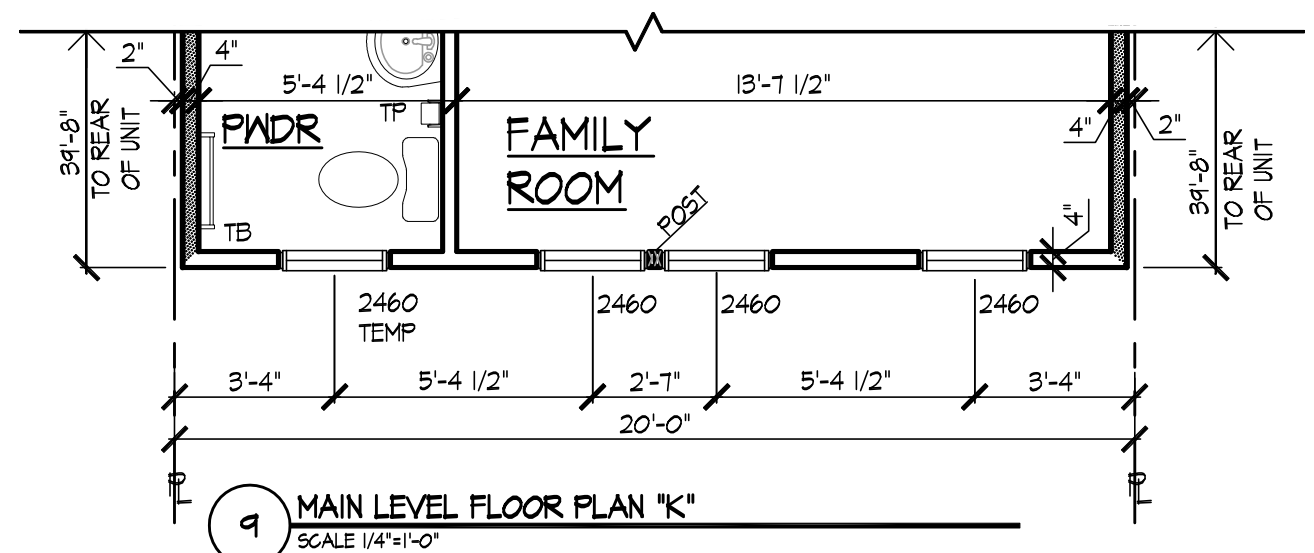 2"
4"
5'-4 1/2"
13'-7 1/2"
4"
2"
39'-8"
TO REAR
OF UNIT
PWDR
TP
FAMILY
ROOM
POST
TB
4"
39'-8"
TO REAR
OF UNIT
2460
TEMP
2460
2460
2460
3'-4"
5'-4 1/2"
2'-7"
5'-4 1/2"
3'-4"
20'-0"
9
MAIN LEVEL FLOOR PLAN "K"
SCALE 1/4"=1'-0"